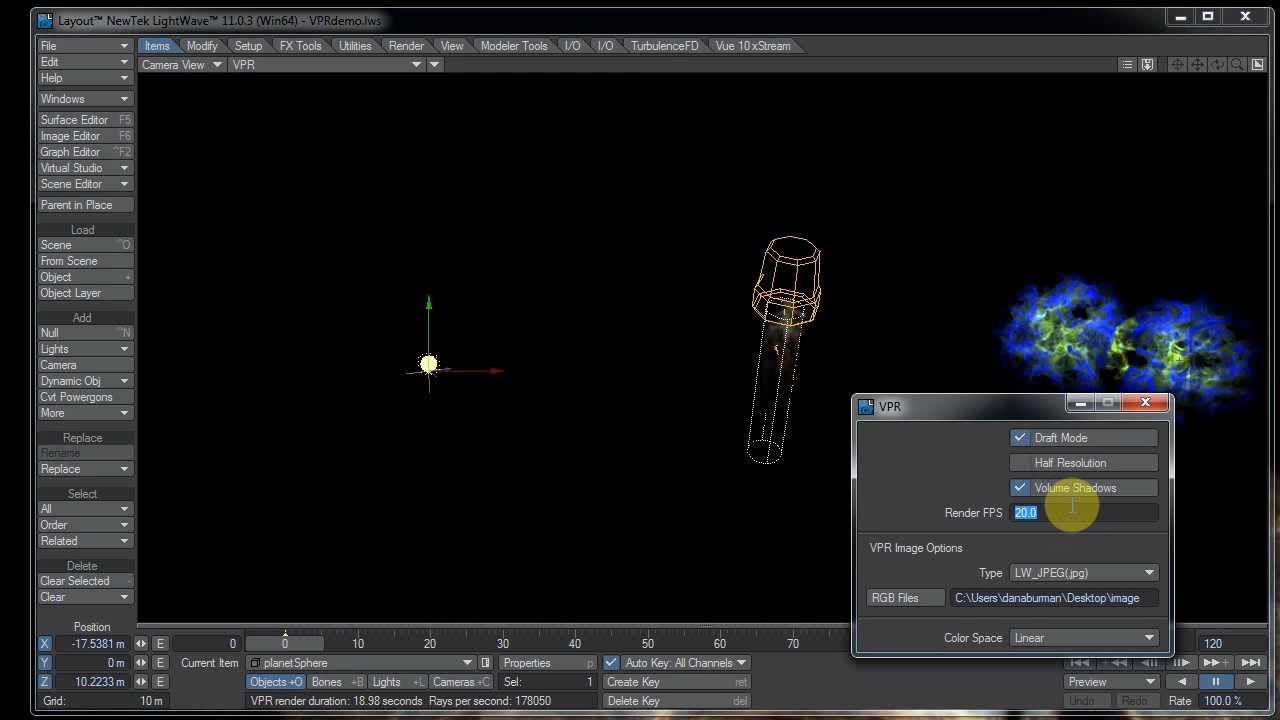 Layout™ NewTek LightWave™ 11.0.3 (Win64) - VPRdemo.lws
File Items Modify Setup FX Tools Utilities Render View Modeler Tools I/O I/O TurbulenceFD Vue 10 xStream
Edit Camera View VPR
Help
Windows
Surface Editor F5
Image Editor F6
Graph Editor ^F2
Virtual Studio
Scene Editor
Parent in Place
Load
Scene ^O
From Scene
Object +
Object Layer
Add
Null ^N
Lights
Camera
Dynamic Obj
Cvt Powergons
More
Replace
Rename
Replace
Select
All
Order
Related
Delete
Clear Selected -
Clear
VPR
Draft Mode
Half Resolution
Volume Shadows
Render FPS 20.0
VPR Image Options
Type LW_JPEG(.jpg)
RGB Files C:\Users\danaburman\Desktop\image
Color Space Linear
Position
X -17.5381 m E 0 0 10 20 30 40 50 60 70 120
Y 0 m E Current Item planetSphere Properties p Auto Key: All Channels
Z 10.2233 m E Objects +O Bones +B Lights +L Cameras +C Sel: 1 Create Key ret Preview
Grid: 10 m VPR render duration: 18.98 seconds Rays per second: 178050 Delete Key del Undo Redo Rate 100.0 %